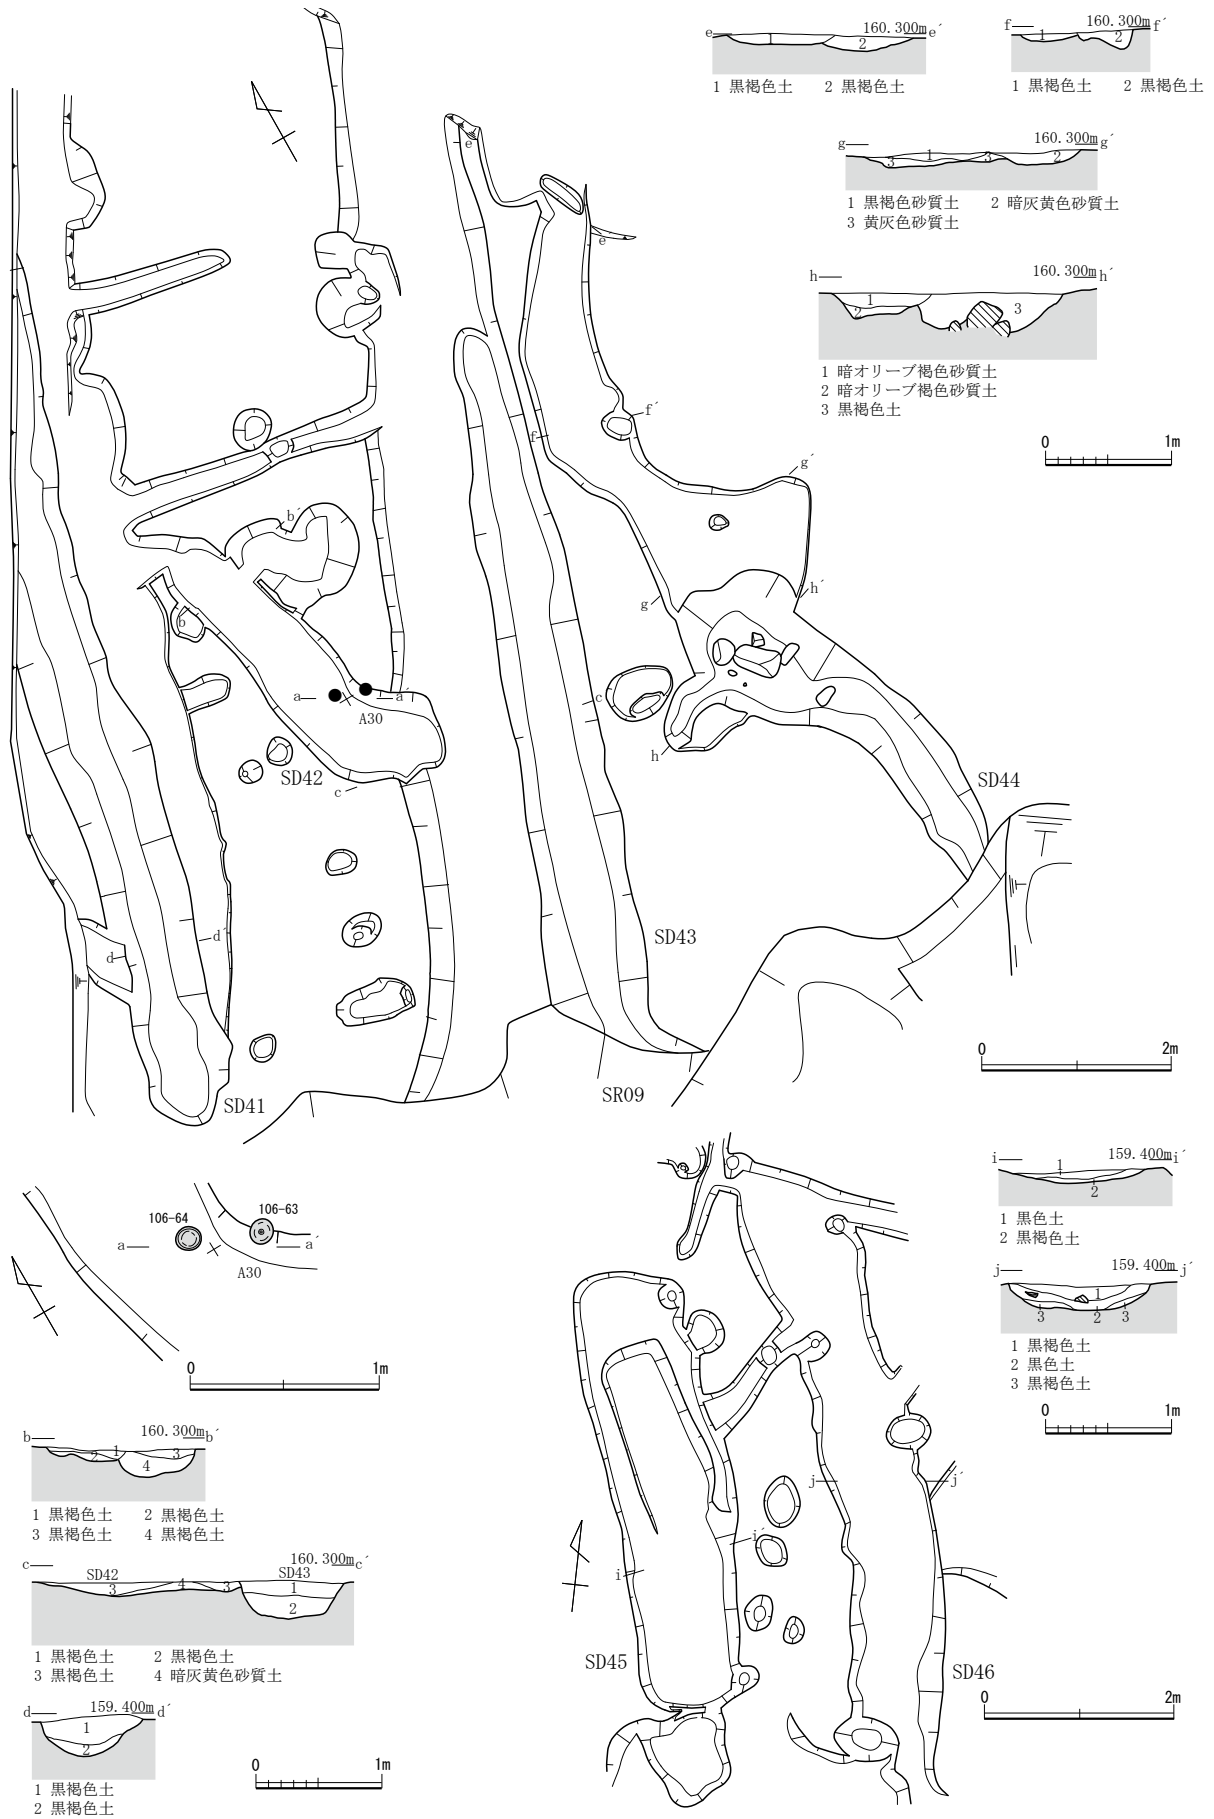 e 160.300m e´
1 2
1 黒褐色土 2 黒褐色土
f 160.300m f´
1 2
1 黒褐色土 2 黒褐色土
g 160.300m g´
3 1 3 2
1 黒褐色砂質土 2 暗灰黄色砂質土
3 黄灰色砂質土
h 160.300m h´
1
2 3
1 暗オリーブ褐色砂質土
2 暗オリーブ褐色砂質土
3 黒褐色土
0 1m
e
e
f´
f
g´
b´
g h´
b
a a´
A30
c
h
SD42
c
SD44
d´
d
SD43
0 2m
SR09
SD41
106-64 106-63
a a´
A30
0 1m
b 160.300m b´
2 1 3
4
1 黒褐色土 2 黒褐色土
3 黒褐色土 4 黒褐色土
c 160.300m c´
SD42 SD43
3 4 3 1
2
1 黒褐色土 2 黒褐色土
3 黒褐色土 4 暗灰黄色砂質土
d 159.400m d´
1
2
1 黒褐色土
2 黒褐色土
0 1m
i 159.400m i´
1
2
1 黒色土
2 黒褐色土
j 159.400m j´
1
3 2 3
1 黒褐色土
2 黒色土
3 黒褐色土
0 1m
j j´
i´
i
SD45
SD46
0 2m